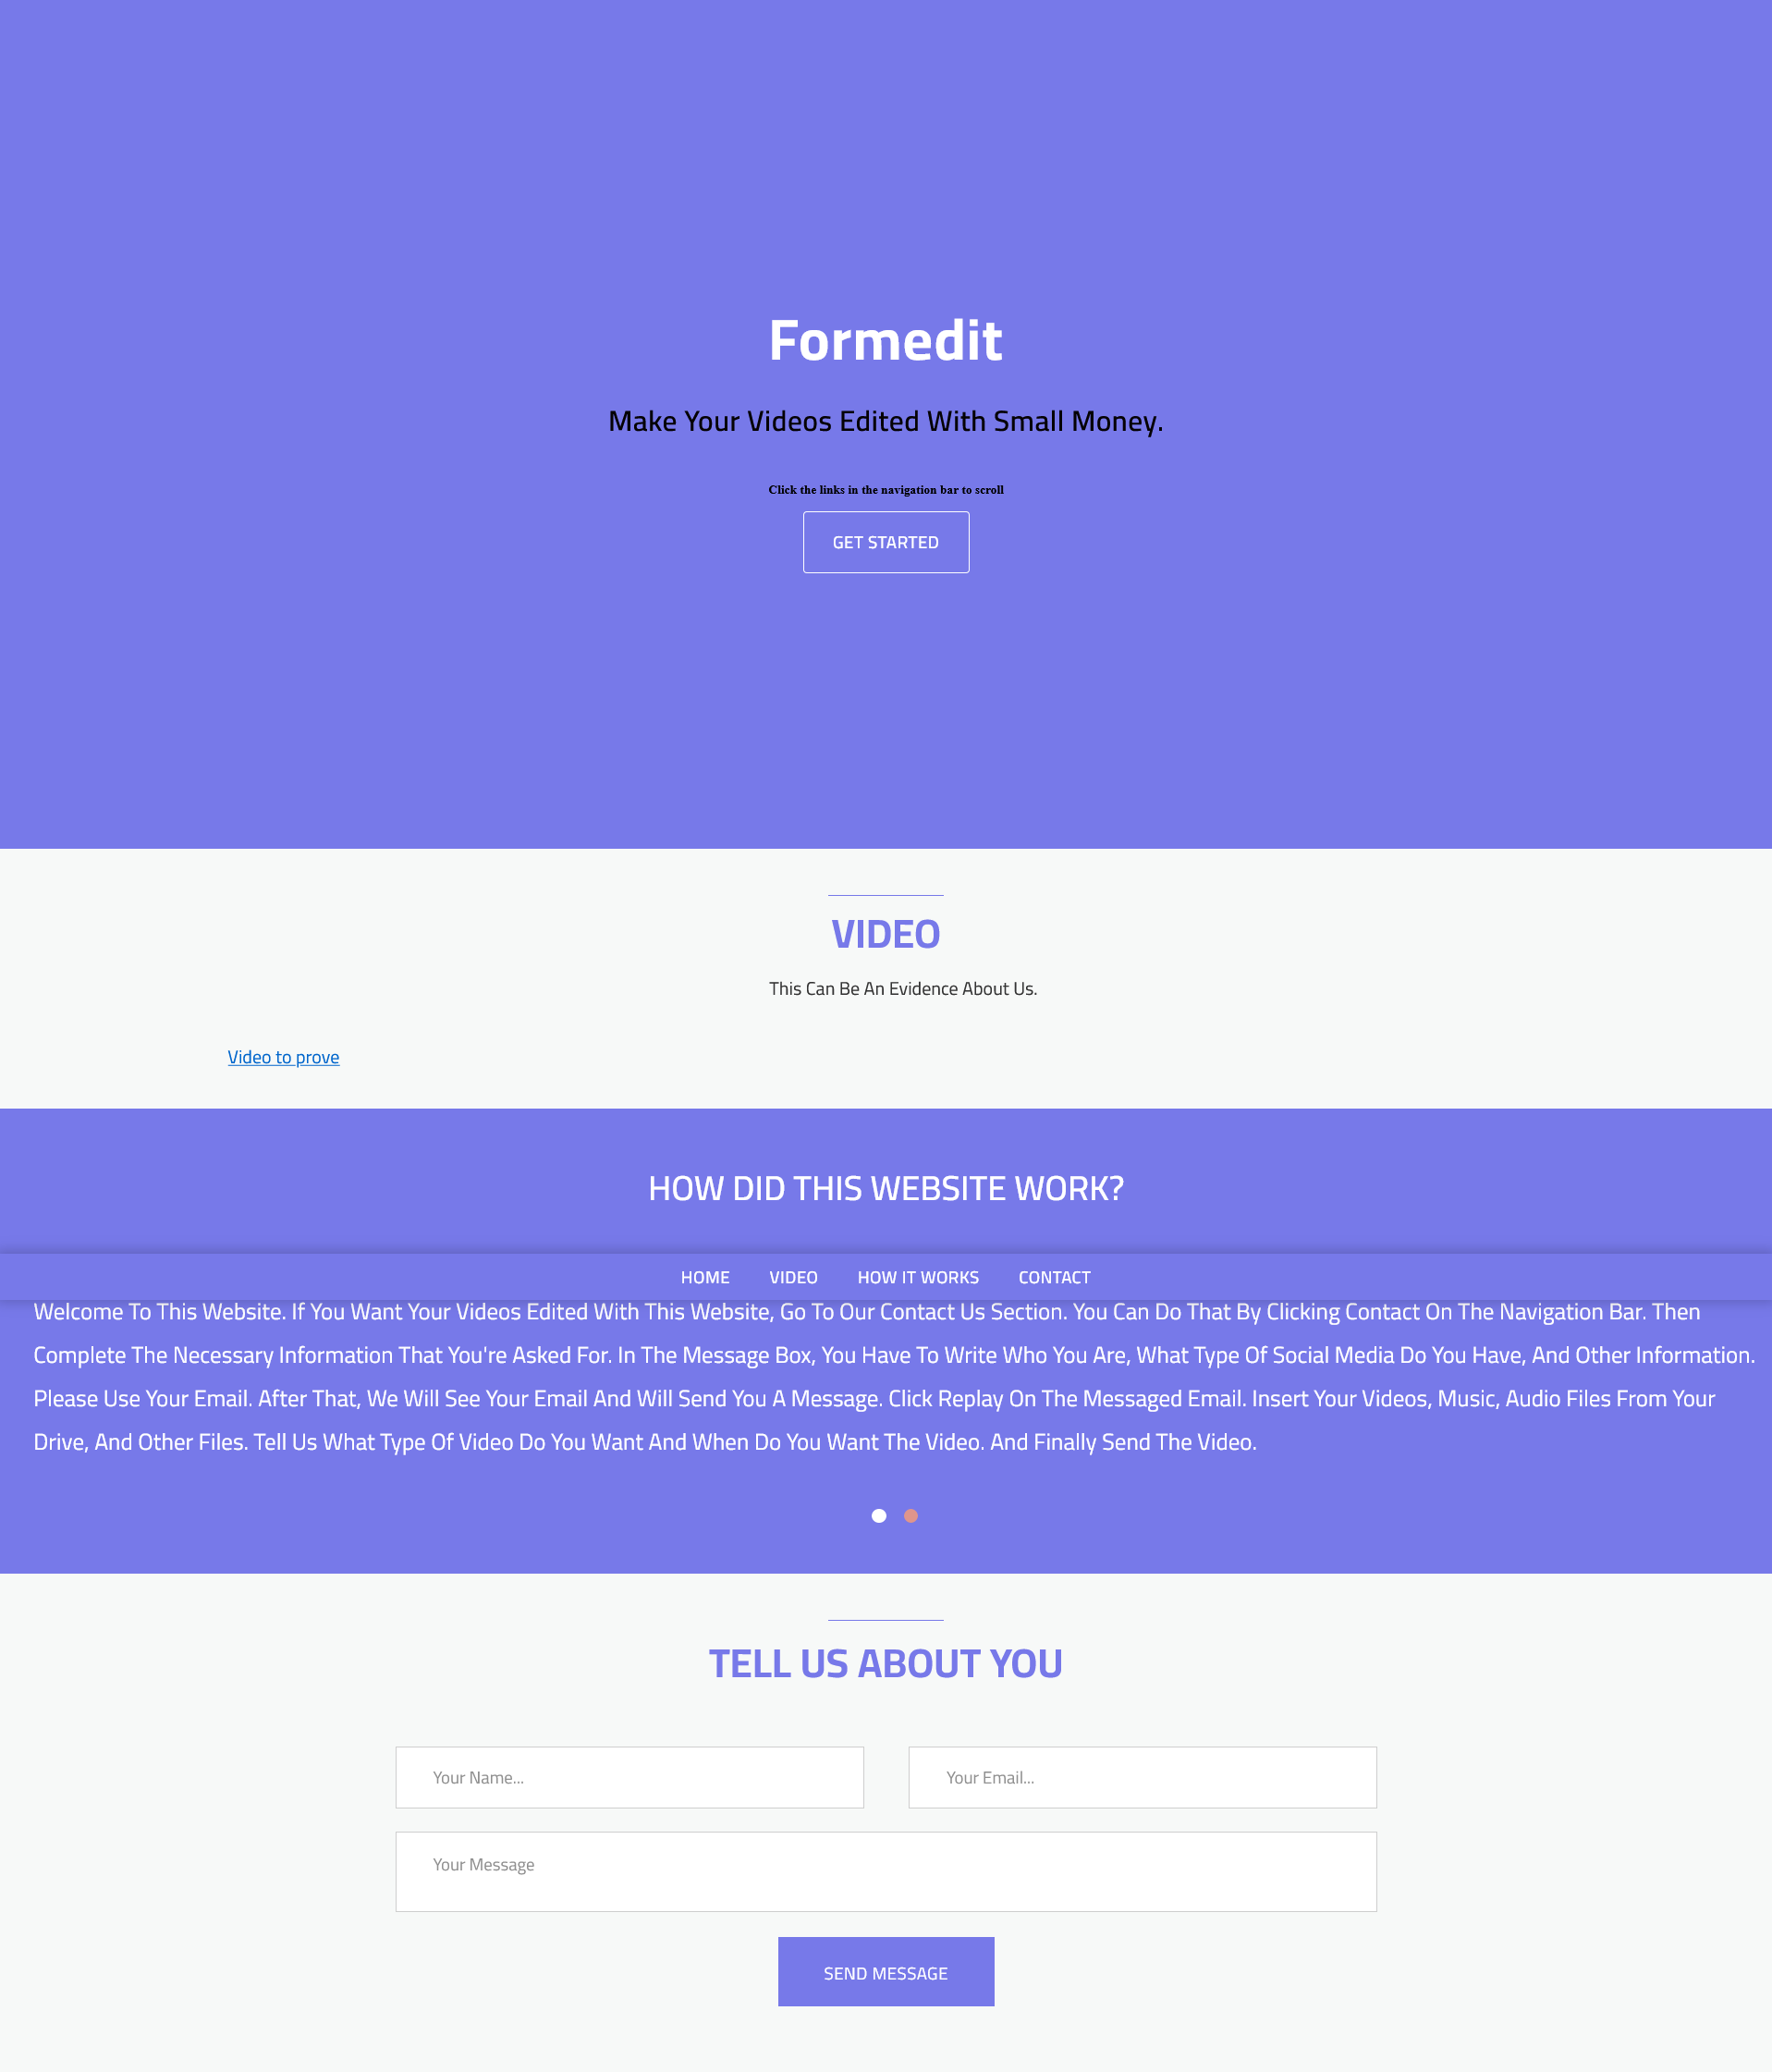 Formedit
Make Your Videos Edited With Small Money.
Click the links in the navigation bar to scroll
GET STARTED
VIDEO
This Can Be An Evidence About Us.
Video to prove
HOW DID THIS WEBSITE WORK?
HOME VIDEO HOW IT WORKS CONTACT
Welcome To This Website. If You Want Your Videos Edited With This Website, Go To Our Contact Us Section. You Can Do That By Clicking Contact On The Navigation Bar. Then
Complete The Necessary Information That You're Asked For. In The Message Box, You Have To Write Who You Are, What Type Of Social Media Do You Have, And Other Information.
Please Use Your Email. After That, We Will See Your Email And Will Send You A Message. Click Replay On The Messaged Email. Insert Your Videos, Music, Audio Files From Your
Drive, And Other Files. Tell Us What Type Of Video Do You Want And When Do You Want The Video. And Finally Send The Video.
TELL US ABOUT YOU
Your Name... Your Email...
Your Message
SEND MESSAGE